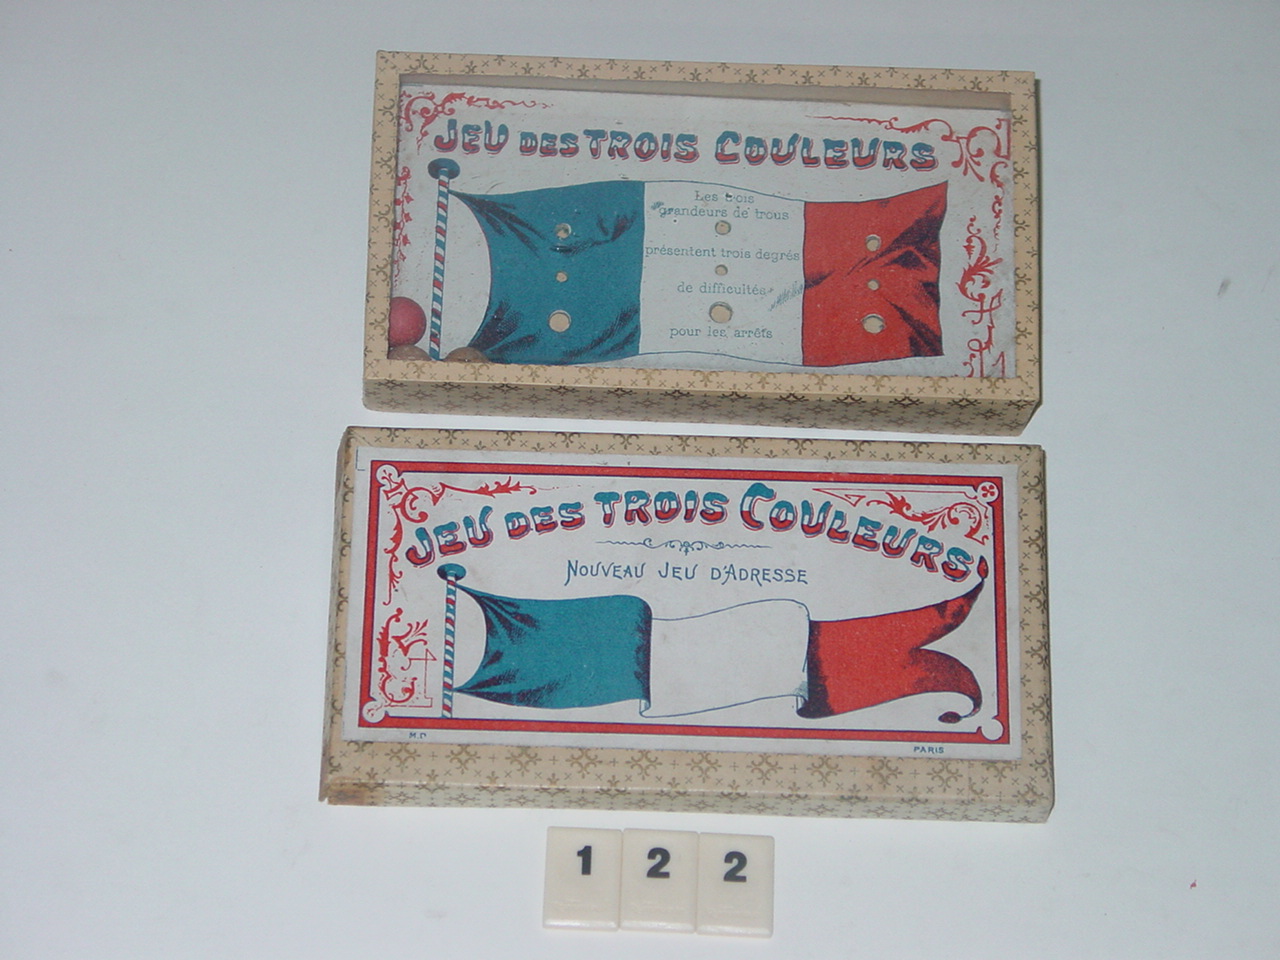 JEU DES TROIS COULEURS
Les trois
grandeurs de trous
présentent trois degrés
de difficultés
pour les arrêts
JEU DES TROIS COULEURS
NOUVEAU JEU D'ADRESSE
M.D PARIS
1 2 2